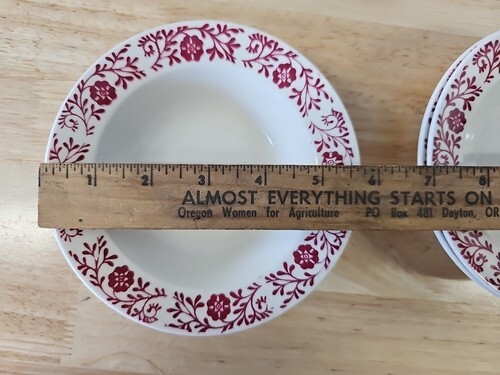 1 2 3 4 5 6 7 8
ALMOST EVERYTHING STARTS ON
Oregon Women for Agriculture PO Box 481 Dayton, OR